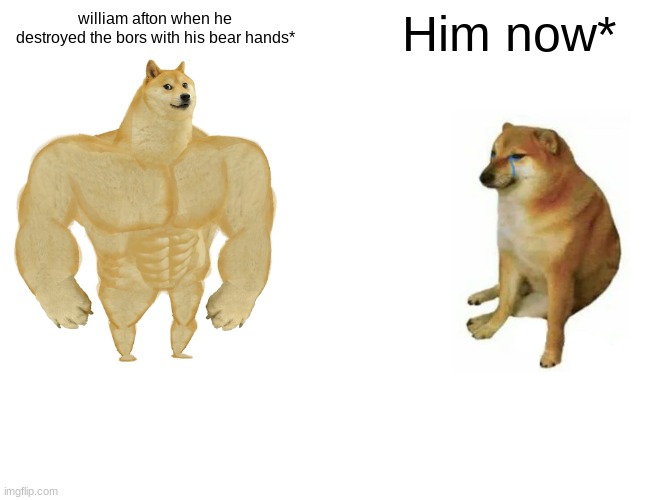 william afton when he
destroyed the bors with his bear hands*
Him now*
imgflip.com